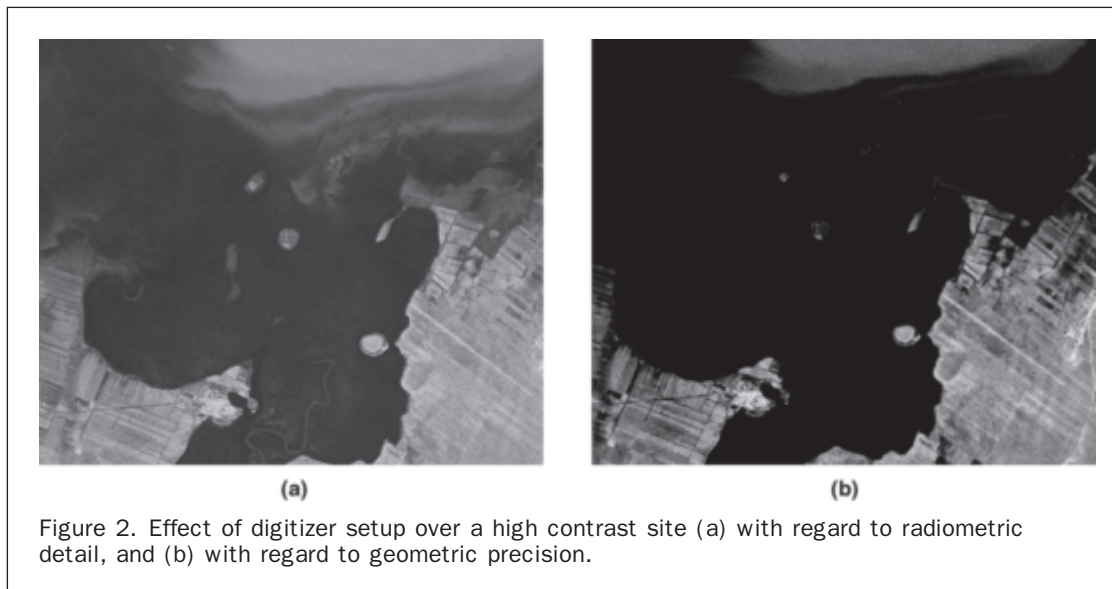 (a)
(b)
Figure 2. Effect of digitizer setup over a high contrast site (a) with regard to radiometric
detail, and (b) with regard to geometric precision.